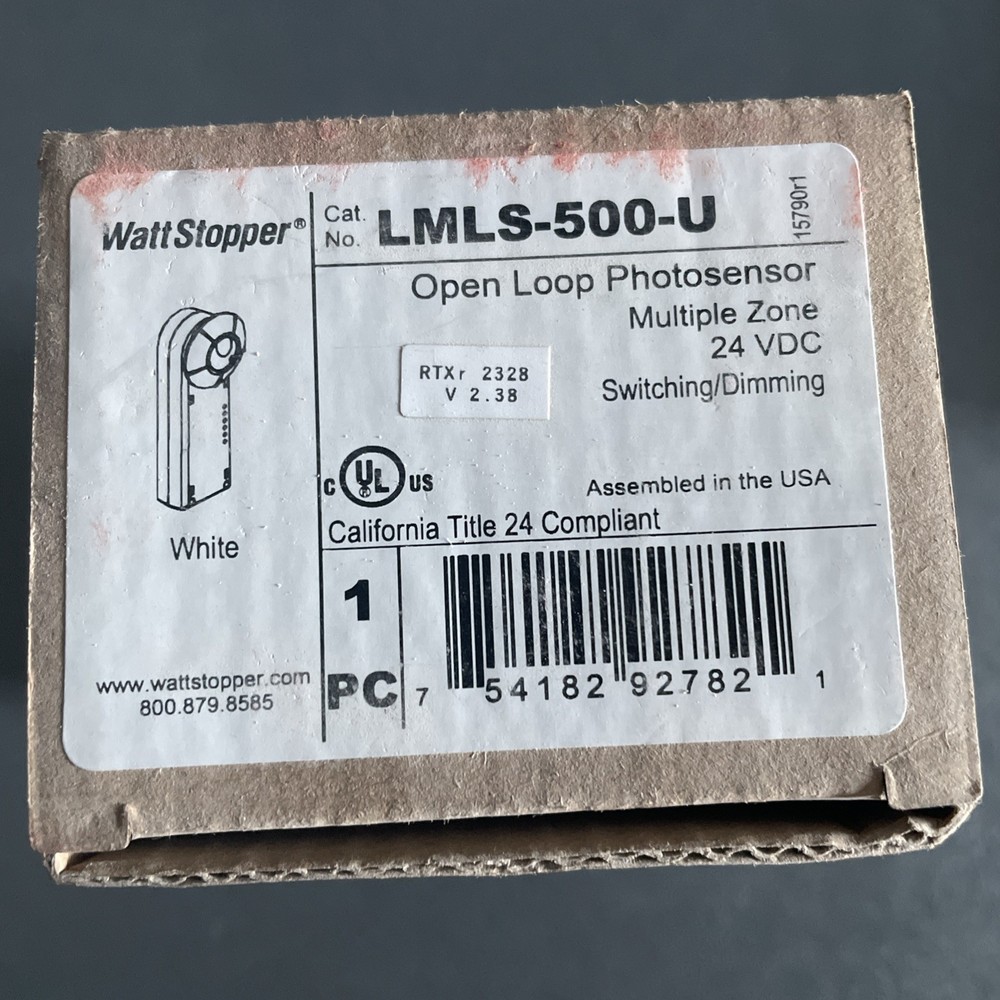 WattStopper®
Cat. No. LMLS-500-U
15790r1
Open Loop Photosensor
Multiple Zone
24 VDC
Switching/Dimming
RTXr 2328
V 2.38
C UL US
®
Assembled in the USA
California Title 24 Compliant
White
www.wattstopper.com
800.879.8585
1
PC
7 54182 92782 1